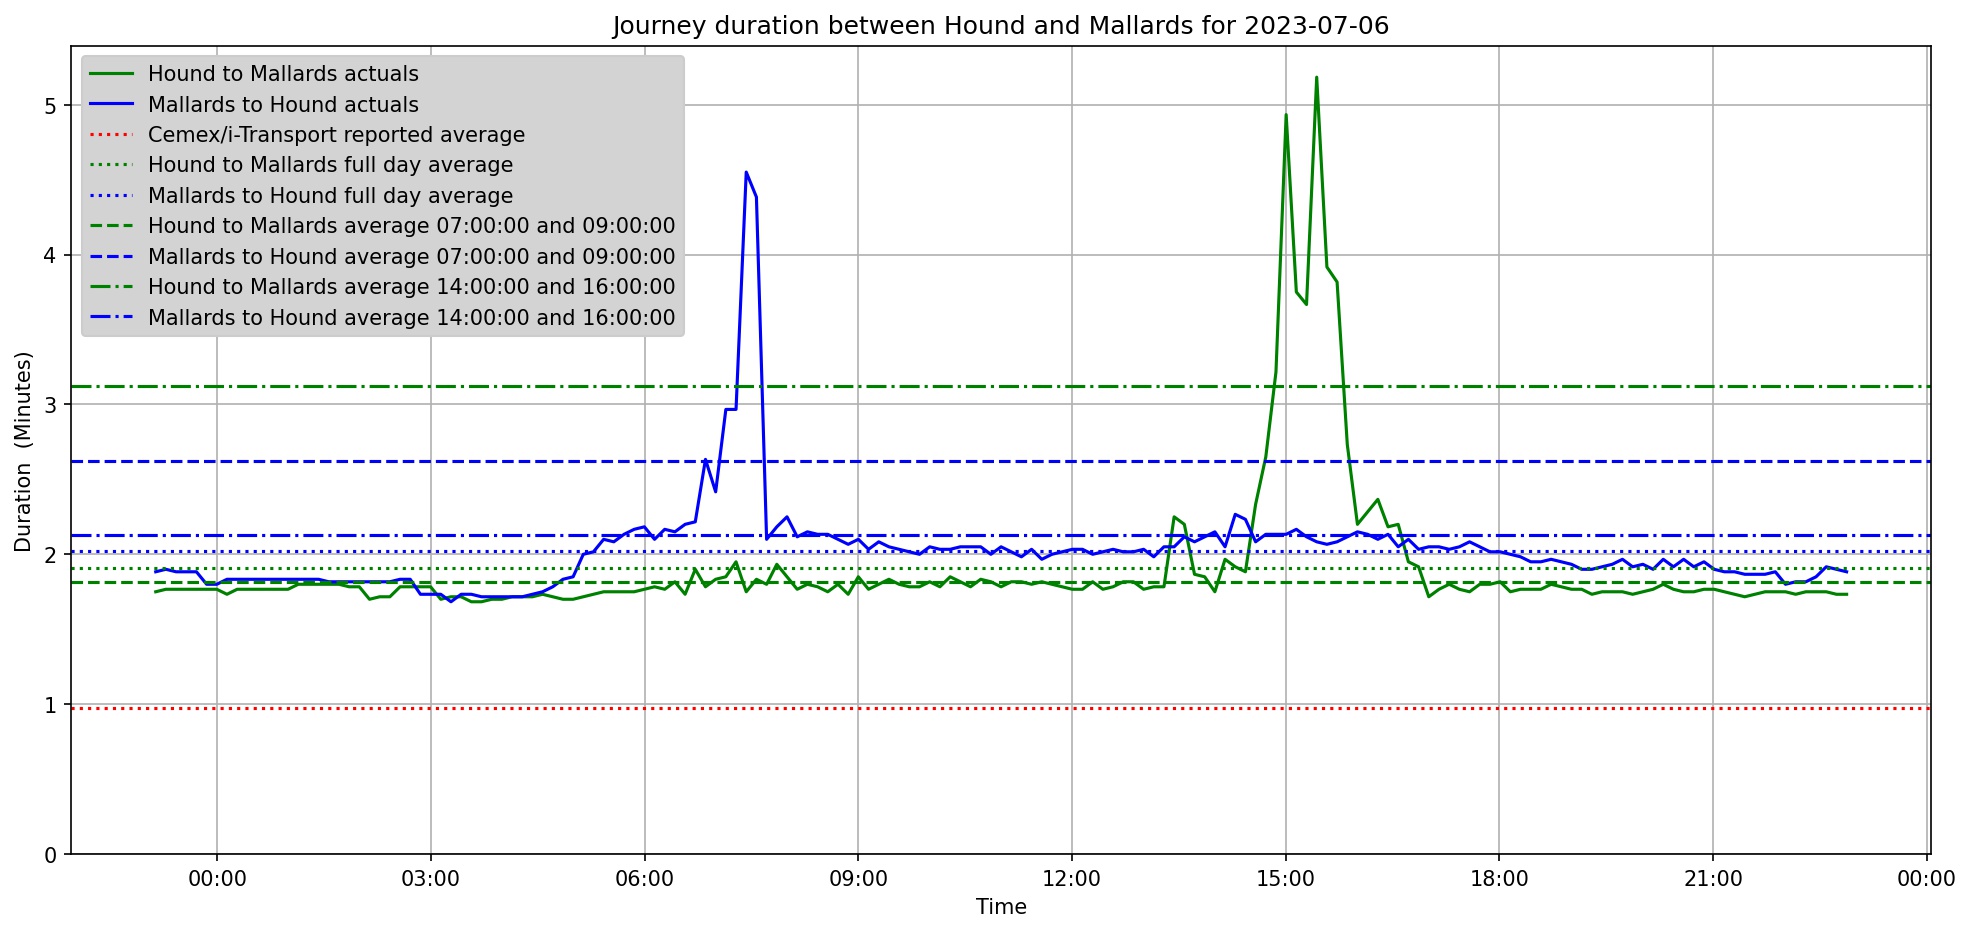 Journey duration between Hound and Mallards for 2023-07-06
Hound to Mallards actuals
Mallards to Hound actuals
Cemex/i-Transport reported average
Hound to Mallards full day average
Mallards to Hound full day average
Hound to Mallards average 07:00:00 and 09:00:00
Mallards to Hound average 07:00:00 and 09:00:00
Hound to Mallards average 14:00:00 and 16:00:00
Mallards to Hound average 14:00:00 and 16:00:00
Duration (Minutes)
5
4
3
2
1
0
00:00 03:00 06:00 09:00 12:00 15:00 18:00 21:00 00:00
Time